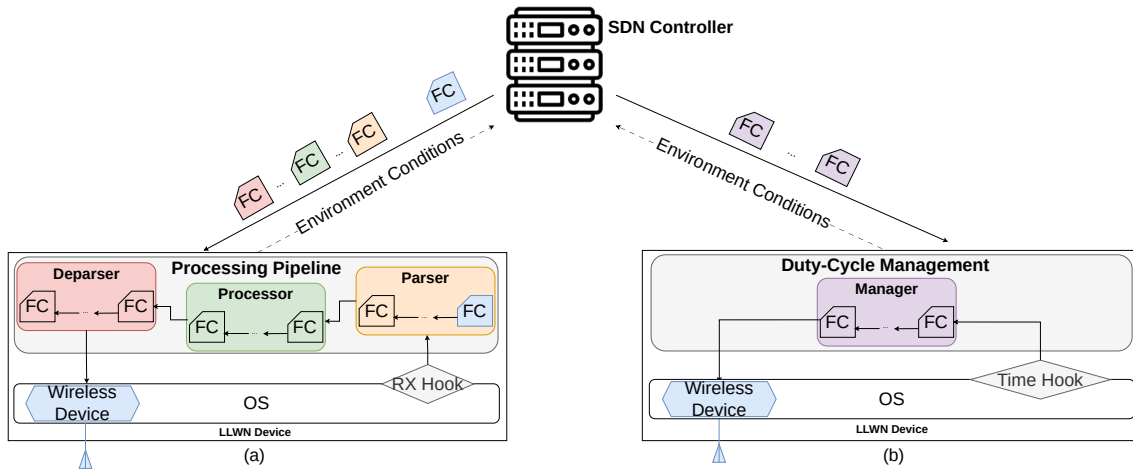 SDN Controller
FC
FC
...
FC
...
FC
Environment Conditions
FC
...
FC
Environment Conditions
Processing Pipeline
Deparser
FC
...
FC
Processor
FC
...
FC
Parser
FC
...
FC
RX Hook
Wireless
Device
OS
LLWN Device
(a)
Duty-Cycle Management
Manager
FC
...
FC
Time Hook
Wireless
Device
OS
LLWN Device
(b)